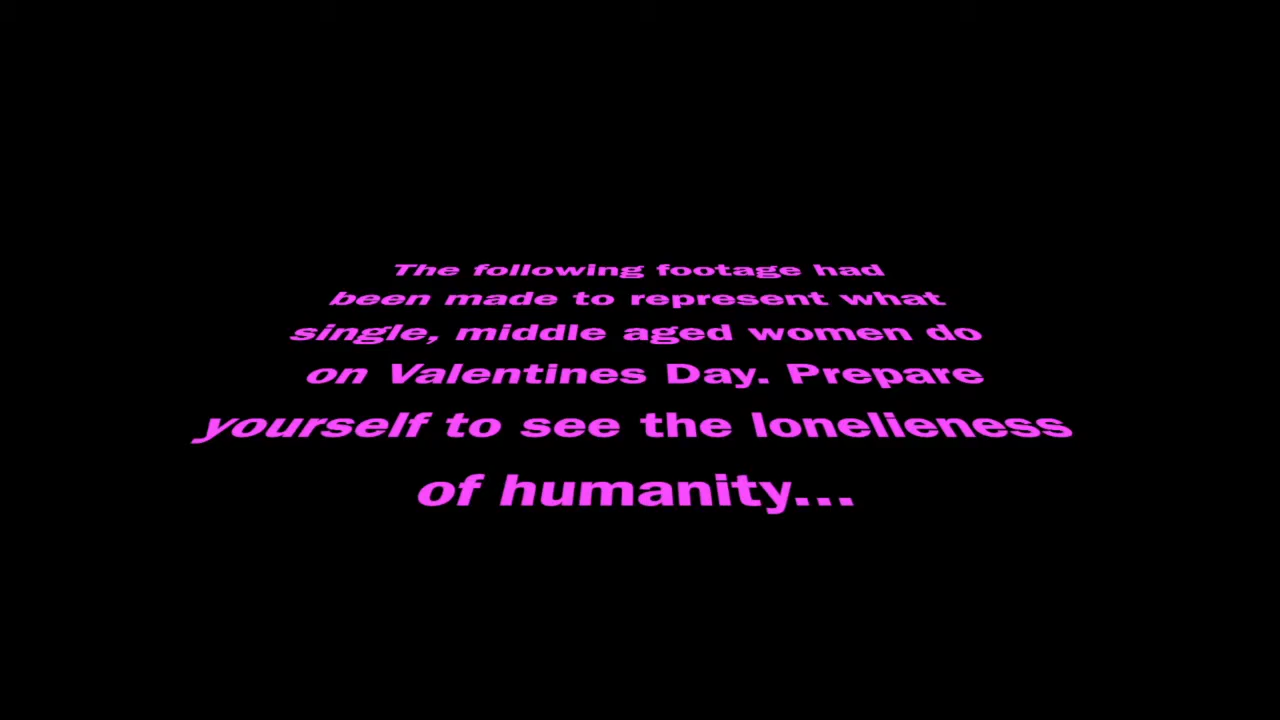 The following footage had
been made to represent what
single, middle aged women do
on Valentines Day. Prepare
yourself to see the lonelieness
of humanity...